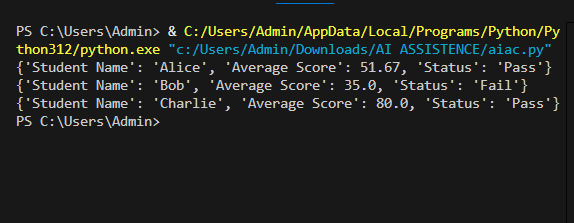 PS C:\Users\Admin> & C:/Users/Admin/AppData/Local/Programs/Python/Py
thon312/python.exe "c:/Users/Admin/Downloads/AI ASSISTENCE/aiac.py"
{'Student Name': 'Alice', 'Average Score': 51.67, 'Status': 'Pass'}
{'Student Name': 'Bob', 'Average Score': 35.0, 'Status': 'Fail'}
{'Student Name': 'Charlie', 'Average Score': 80.0, 'Status': 'Pass'}
PS C:\Users\Admin>